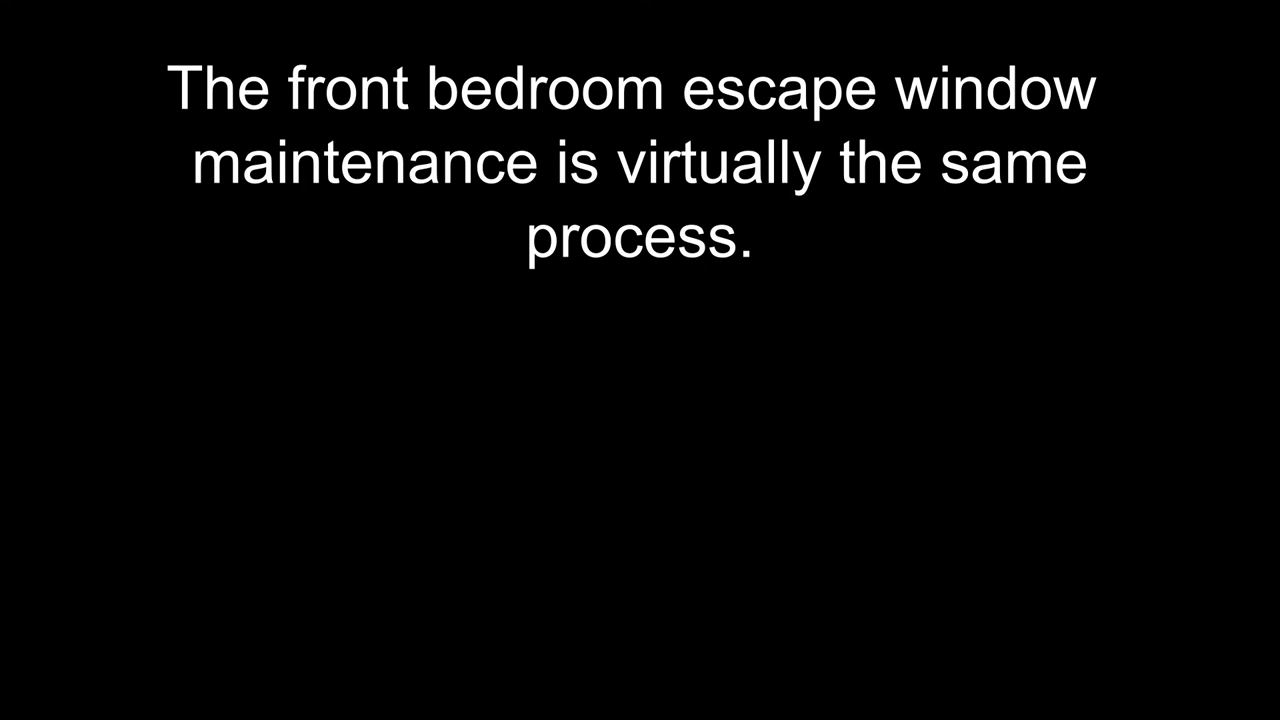 The front bedroom escape window
maintenance is virtually the same
process.